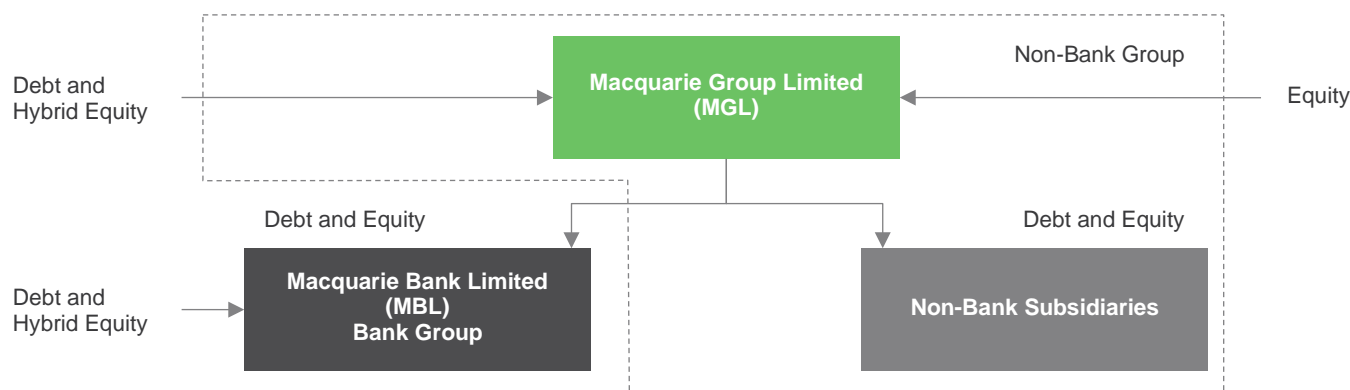 Non-Bank Group
Debt and
Hybrid Equity
Macquarie Group Limited
(MGL)
Equity
Debt and Equity
Debt and Equity
Debt and
Hybrid Equity
Macquarie Bank Limited
(MBL)
Bank Group
Non-Bank Subsidiaries